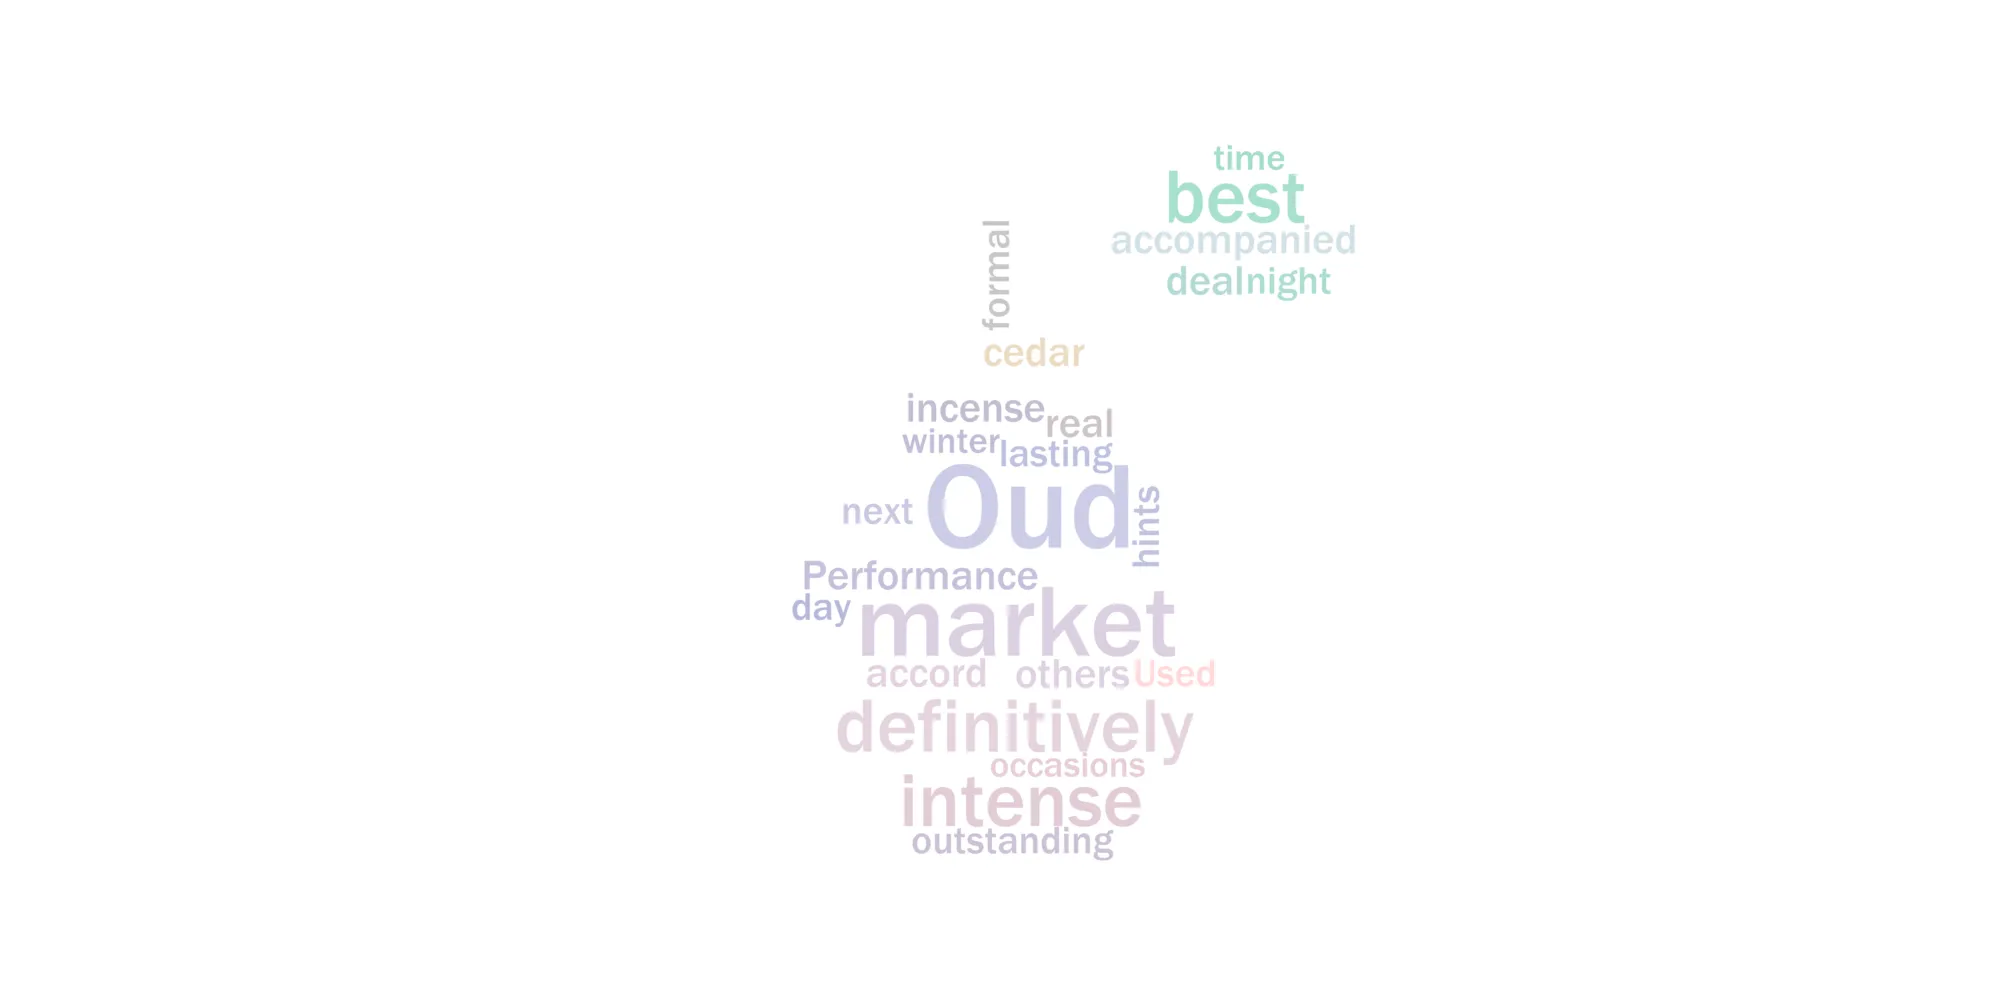 time
best
accompanied
dealnight
formal
cedar
incense
real
winter
lasting
Oud
next
hints
Performance
day
market
accord others Used
definitively
occasions
intense
outstanding